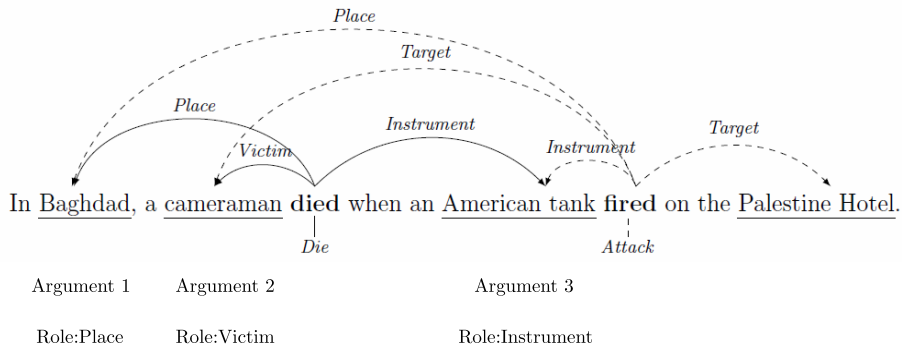 Place
Target
Place
Instrument
Victim
Instrument
Target
In Baghdad, a cameraman died when an American tank fired on the Palestine Hotel.
Die
Attack
Argument 1
Argument 2
Argument 3
Role:Place
Role:Victim
Role:Instrument